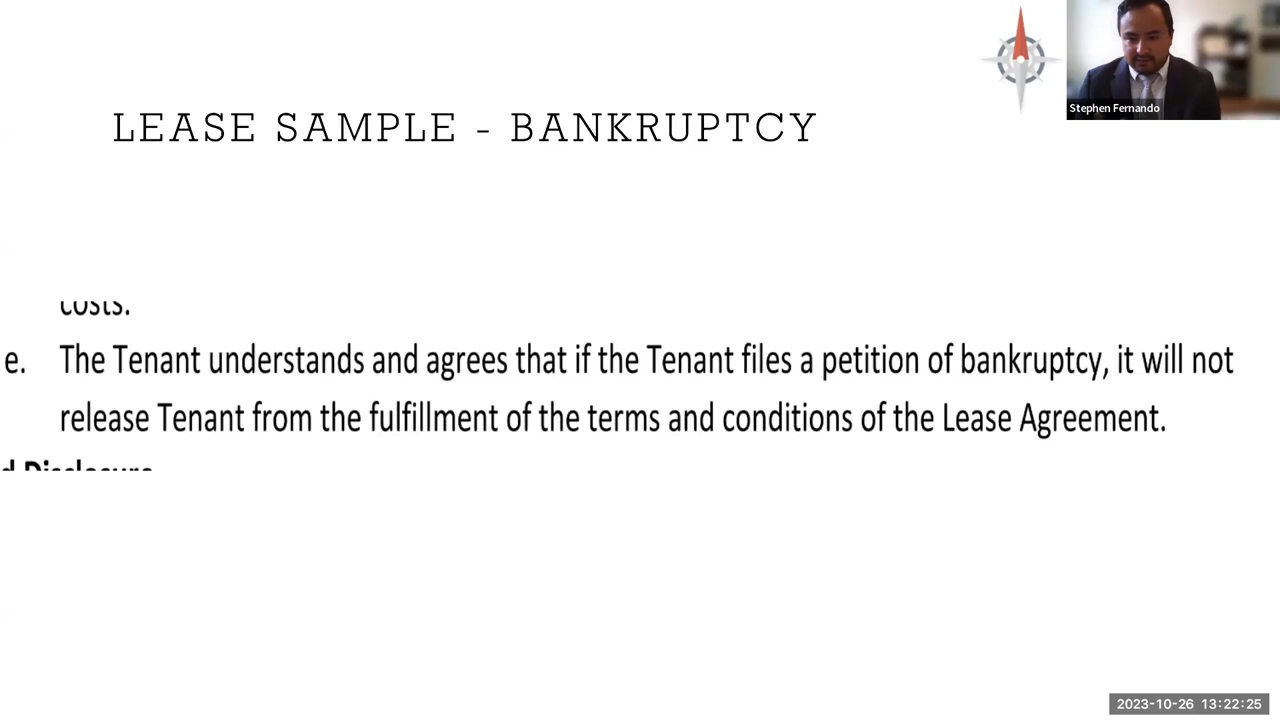 LEASE SAMPLE - BANKRUPTCY
Stephen Fernando
costs.
e. The Tenant understands and agrees that if the Tenant files a petition of bankruptcy, it will not
release Tenant from the fulfillment of the terms and conditions of the Lease Agreement.
d Disclosure
2023-10-26 13:22:25